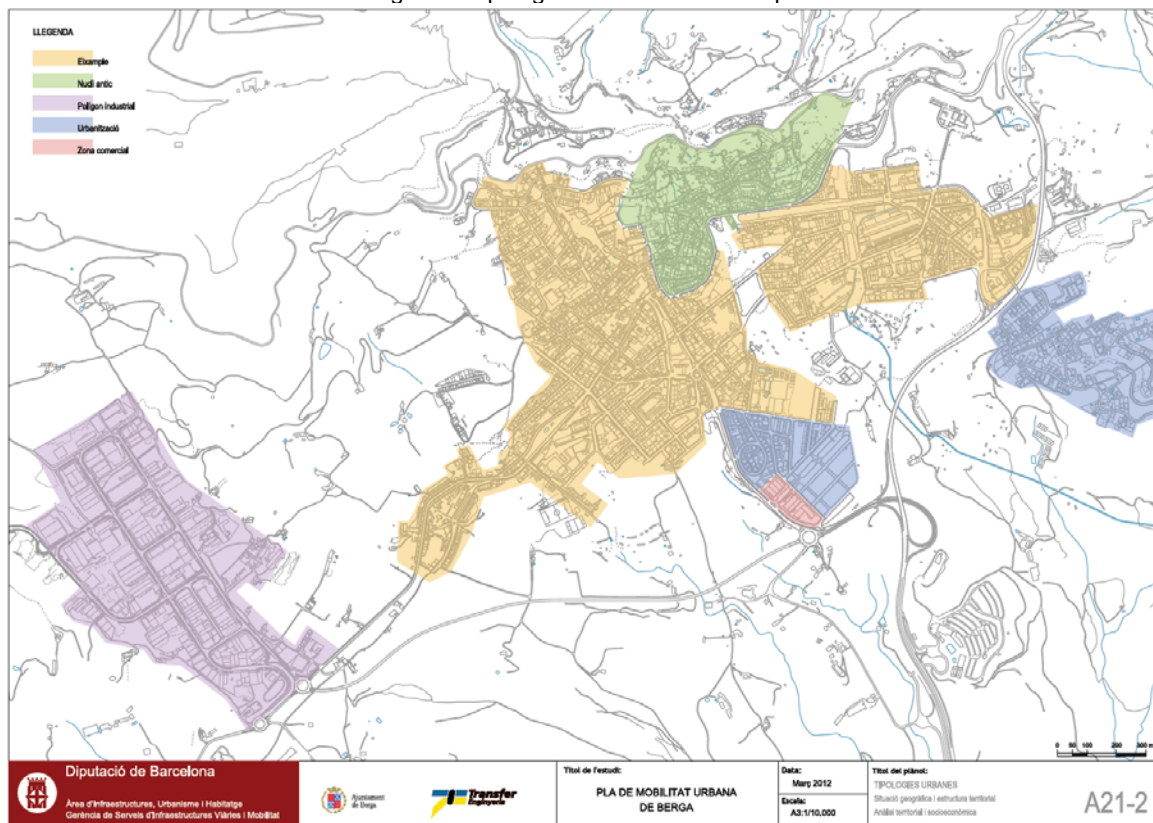 LLEGENDA
Eixample
Nucli antic
Polígon industrial
Urbanització
Zona comercial
0 50 100 200 300 m
Diputació de Barcelona
Àrea d'Infraestructures, Urbanisme i Habitatge
Gerència de Serveis d'Infraestructures Viàries i Mobilitat
Ajuntament
de Berga
Transfer
Enginyeria
Títol de l'estudi:
PLA DE MOBILITAT URBANA
DE BERGA
Data:
Març 2012
Escala:
A3:1/10,000
Títol del plànol:
TIPOLOGIES URBANES
Situació geogràfica i estructura territorial
Anàlisi territorial i socioeconòmica
A21-2